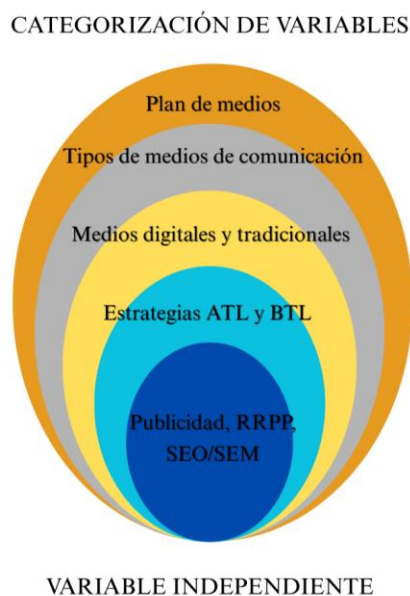 CATEGORIZACIÓN DE VARIABLES
Plan de medios
Tipos de medios de comunicación
Medios digitales y tradicionales
Estrategias ATL y BTL
Publicidad, RRPP,
SEO/SEM
VARIABLE INDEPENDIENTE